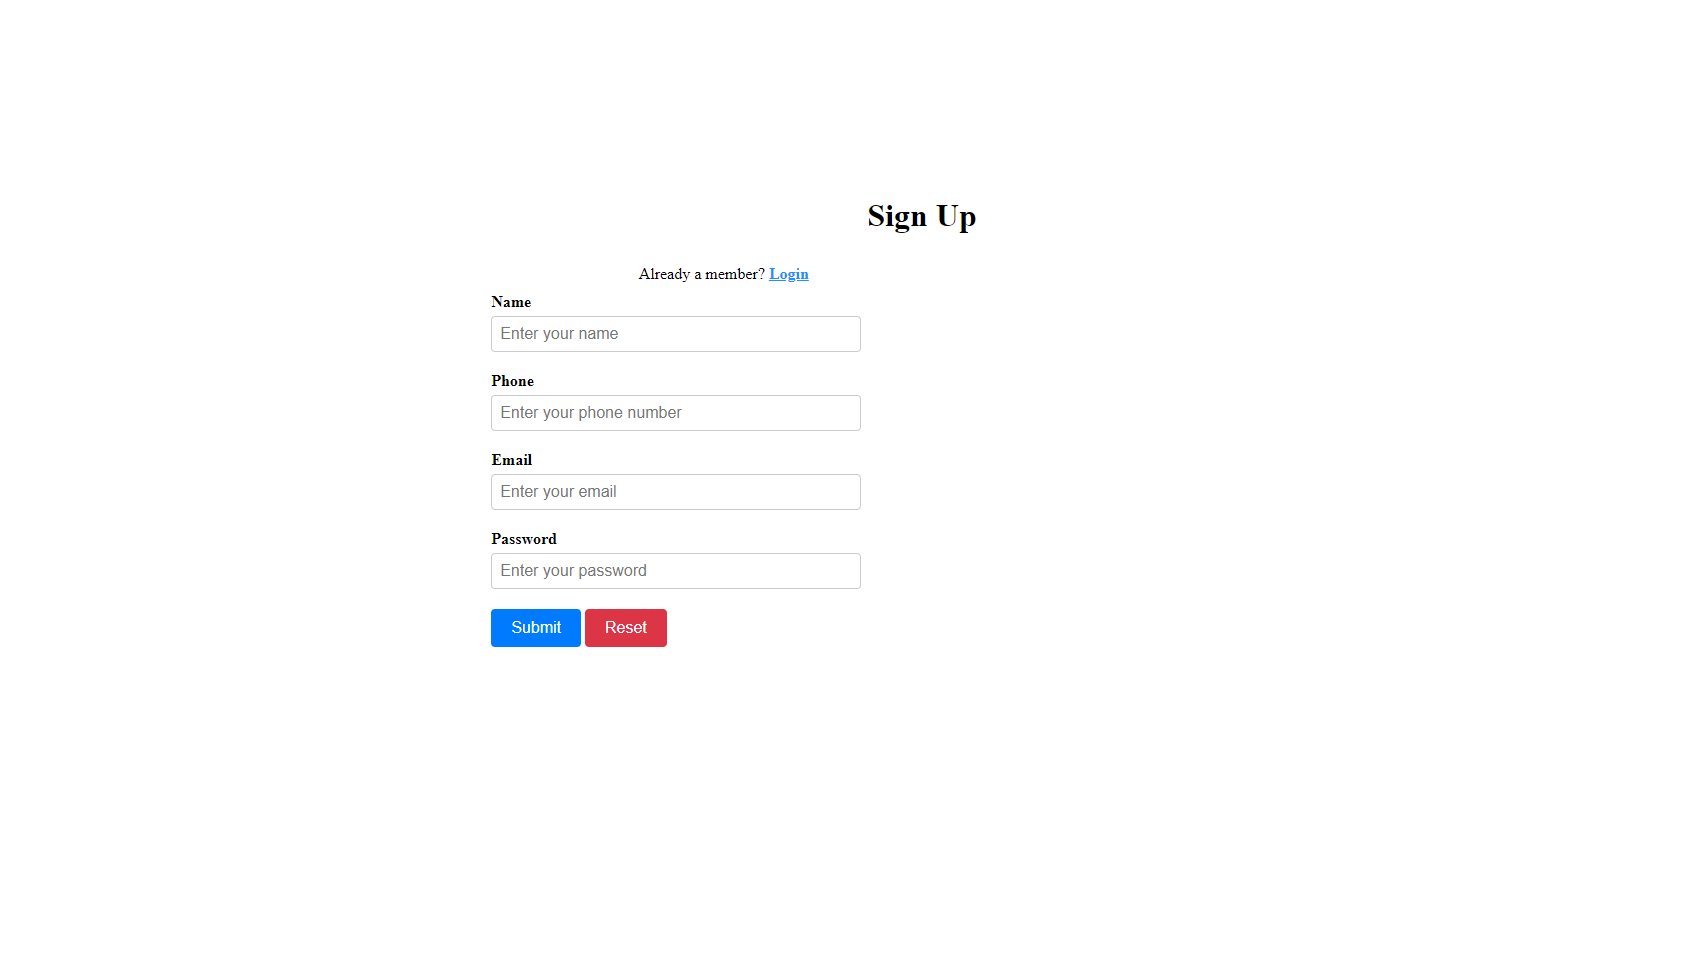 Sign Up
Already a member? Login
Name
Enter your name
Phone
Enter your phone number
Email
Enter your email
Password
Enter your password
Submit Reset